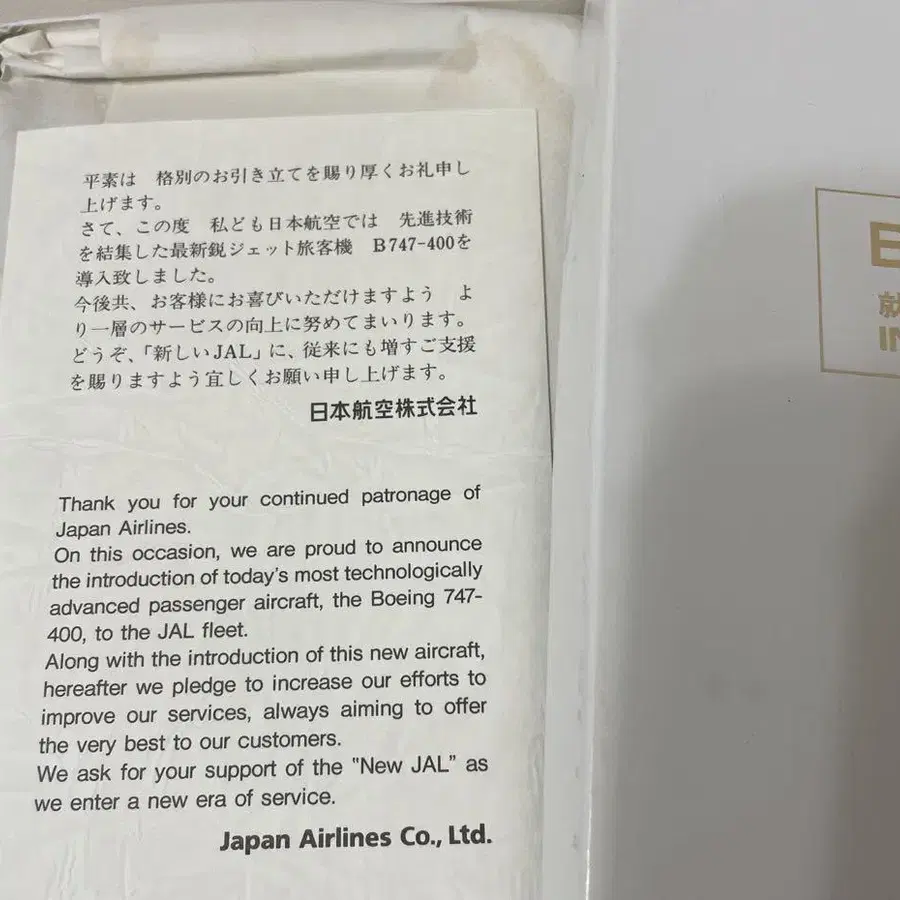 平素は 格別のお引き立てを賜り厚くお礼申し
上げます。
さて、この度 私ども日本航空では 先進技術
を結集した最新鋭ジェット旅客機 B747-400を
導入致しました。
今後共、お客様にお喜びいただけますよう よ
り一層のサービスの向上に努めてまいります。
どうぞ、「新しいJAL」に、従来にも増すご支援
を賜りますよう宜しくお願い申し上げます。
日本航空株式会社
Thank you for your continued patronage of
Japan Airlines.
On this occasion, we are proud to announce
the introduction of today's most technologically
advanced passenger aircraft, the Boeing 747-
400, to the JAL fleet.
Along with the introduction of this new aircraft,
hereafter we pledge to increase our efforts to
improve our services, always aiming to offer
the very best to our customers.
We ask for your support of the "New JAL" as
we enter a new era of service.
Japan Airlines Co., Ltd.
就